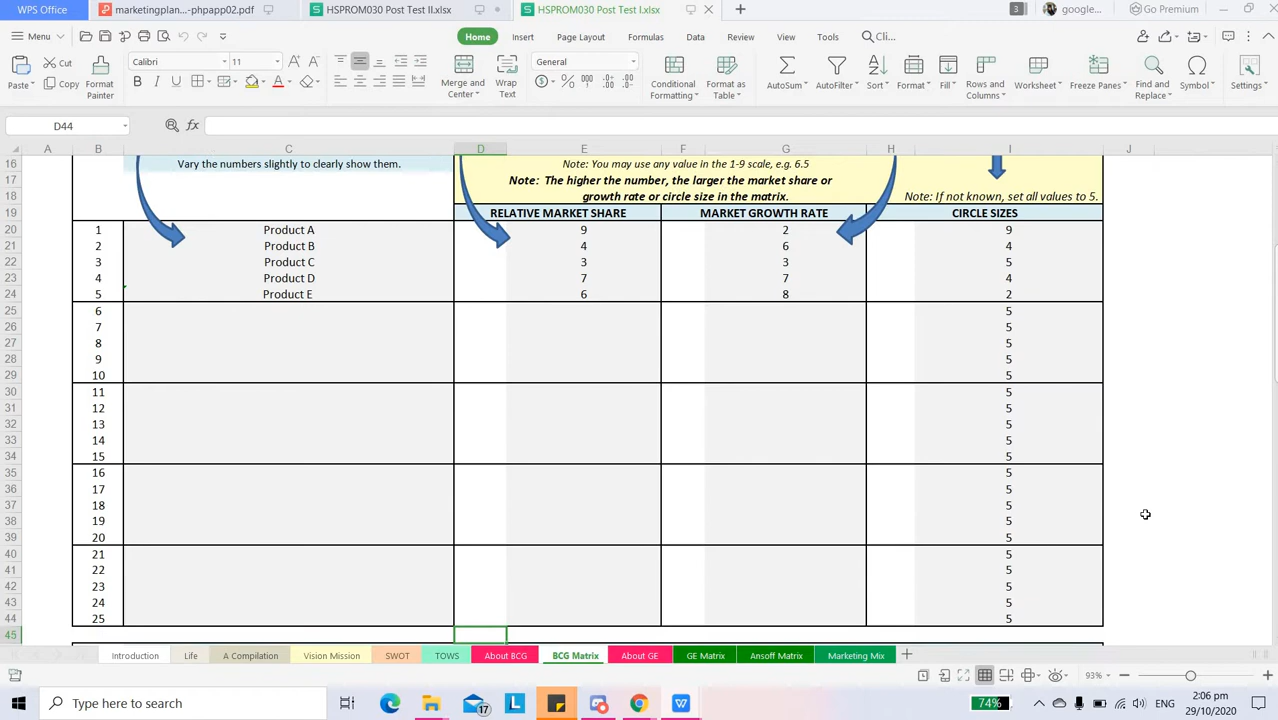 WPS Office marketingplan...-phpapp02.pdf HSPROM030 Post Test II.xlsx HSPROM030 Post Test I.xlsx 3 google... Go Premium
Menu Home Insert Page Layout Formulas Data Review View Tools Clic...
Paste Cut Copy Format Painter Calibri 11 Merge and Center Wrap Text General Conditional Formatting Format as Table AutoSum AutoFilter Sort Format Fill Rows and Columns Worksheet Freeze Panes Find and Replace Symbol Settings
D44
A B C D E F G H I J
16 Vary the numbers slightly to clearly show them. Note: You may use any value in the 1-9 scale, e.g. 6.5
17 Note: The higher the number, the larger the market share or
18 growth rate or circle size in the matrix. Note: If not known, set all values to 5.
19 RELATIVE MARKET SHARE MARKET GROWTH RATE CIRCLE SIZES
20 1 Product A 9 2 9
21 2 Product B 4 6 4
22 3 Product C 3 3 5
23 4 Product D 7 7 4
24 5 Product E 6 8 2
25 6 5
26 7 5
27 8 5
28 9 5
29 10 5
30 11 5
31 12 5
32 13 5
33 14 5
34 15 5
35 16 5
36 17 5
37 18 5
38 19 5
39 20 5
40 21 5
41 22 5
42 23 5
43 24 5
44 25 5
45
Introduction Life A Compilation Vision Mission SWOT TOWS About BCG BCG Matrix About GE GE Matrix Ansoff Matrix Marketing Mix
93%
Type here to search 17 74% ENG 2:06 pm
29/10/2020